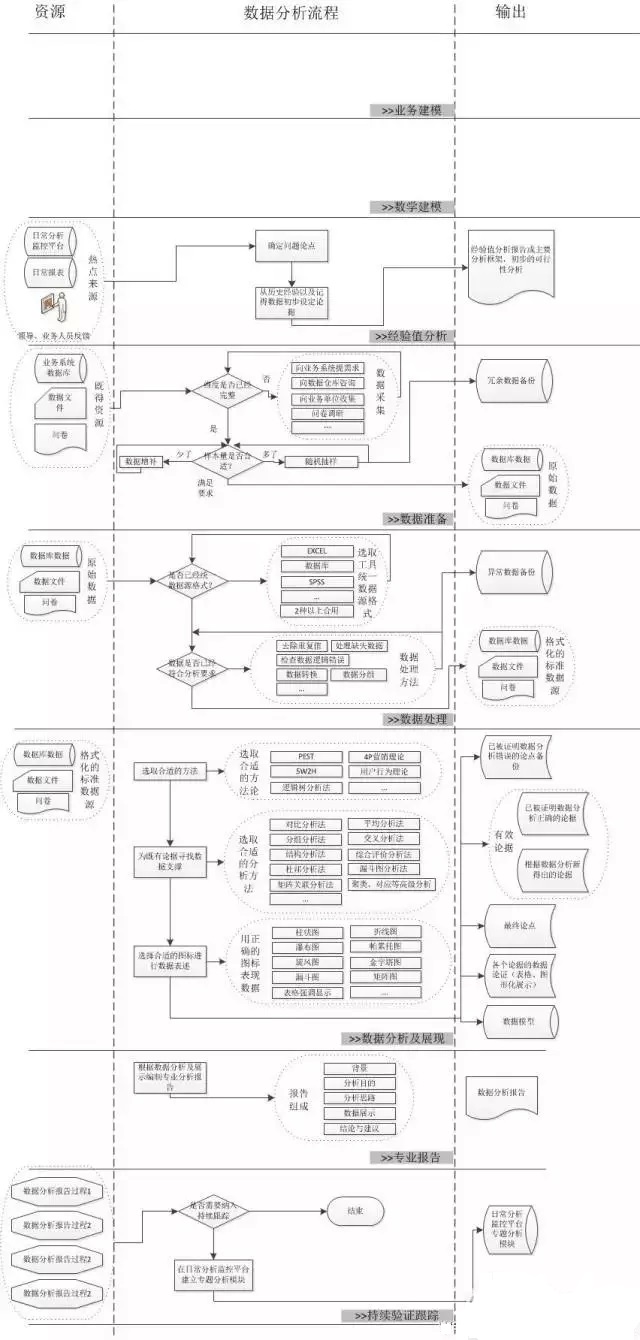 资源
数据分析流程
输出
>>业务建模
>>数学建模
日常分析
监控平台
日常报表
热点来源
领导、业务人员反馈
确定问题论点
从历史经验以及记
得数据初步设定论
据
经验值分析报告或主要
分析框架，初步的可行
性分析
>>经验值分析
业务系统
数据库
数据文
件
问卷
既得资源
维度是否已经
完整
否
向业务系统提需求
向数据仓库咨询
向业务单位收集
问卷调研
....
数据采集
冗余数据备份
是
数据增补
少了
样本量是否合
适？
多了
随机抽样
满足
要求
数据库数据
数据文件
问卷
原始数据
>>数据准备
数据库数据
数据文件
问卷
原始数据
是否已经统
数据源格式？
EXCEL
数据库
SPSS
...
2种以上合用
选取工具统一数据源格式
异常数据备份
数据是否已经
符合分析要求
去除重复值
处理缺失数据
检查数据逻辑错误
数据转换
数据分组
...
数据
处理
方法
数据库数据
数据文件
问卷
格式化的标准数据源
>>数据处理
数据库数据
数据文件
问卷
格式化的标准数据源
选取合适的方法
选取
合适
的方
法论
PEST
4P营销理论
5W2H
用户行为理论
逻辑树分析法
...
已被证明数据分
析错误的论点备
份
为既有论据寻找数
据支撑
选取
合适
的分
析方
法
对比分析法
平均分析法
分组分析法
交叉分析法
结构分析法
综合评价分析法
杜邦分析法
漏斗图分析法
矩阵关联分析法
聚类、对应等高级分析
...
有效
论据
已被证明数据分
析正确的论据
根据数据分析新
得出的论据
选择合适的图标进
行数据表述
用正
确的
图标
表现
数据
柱状图
折线图
瀑布图
帕累托图
旋风图
金字塔图
漏斗图
矩阵图
表格强调显示
....
最终论点
各个论据的数据
论证（表格、图
形化展示）
数据模型
>>数据分析及展现
根据数据分析及展
示编制专业分析报
告
报告
组成
背景
分析目的
分析思路
数据展示
结论与建议
数据分析报告
>>专业报告
数据分析报告过程1
数据分析报告过程2
数据分析报告过程2
数据分析报告过程2
是否需要纳入
持续跟踪
结束
在日常分析监控平台
建立专题分析模块
日常分析
监控平台
专题分析
模块
>>持续验证跟踪